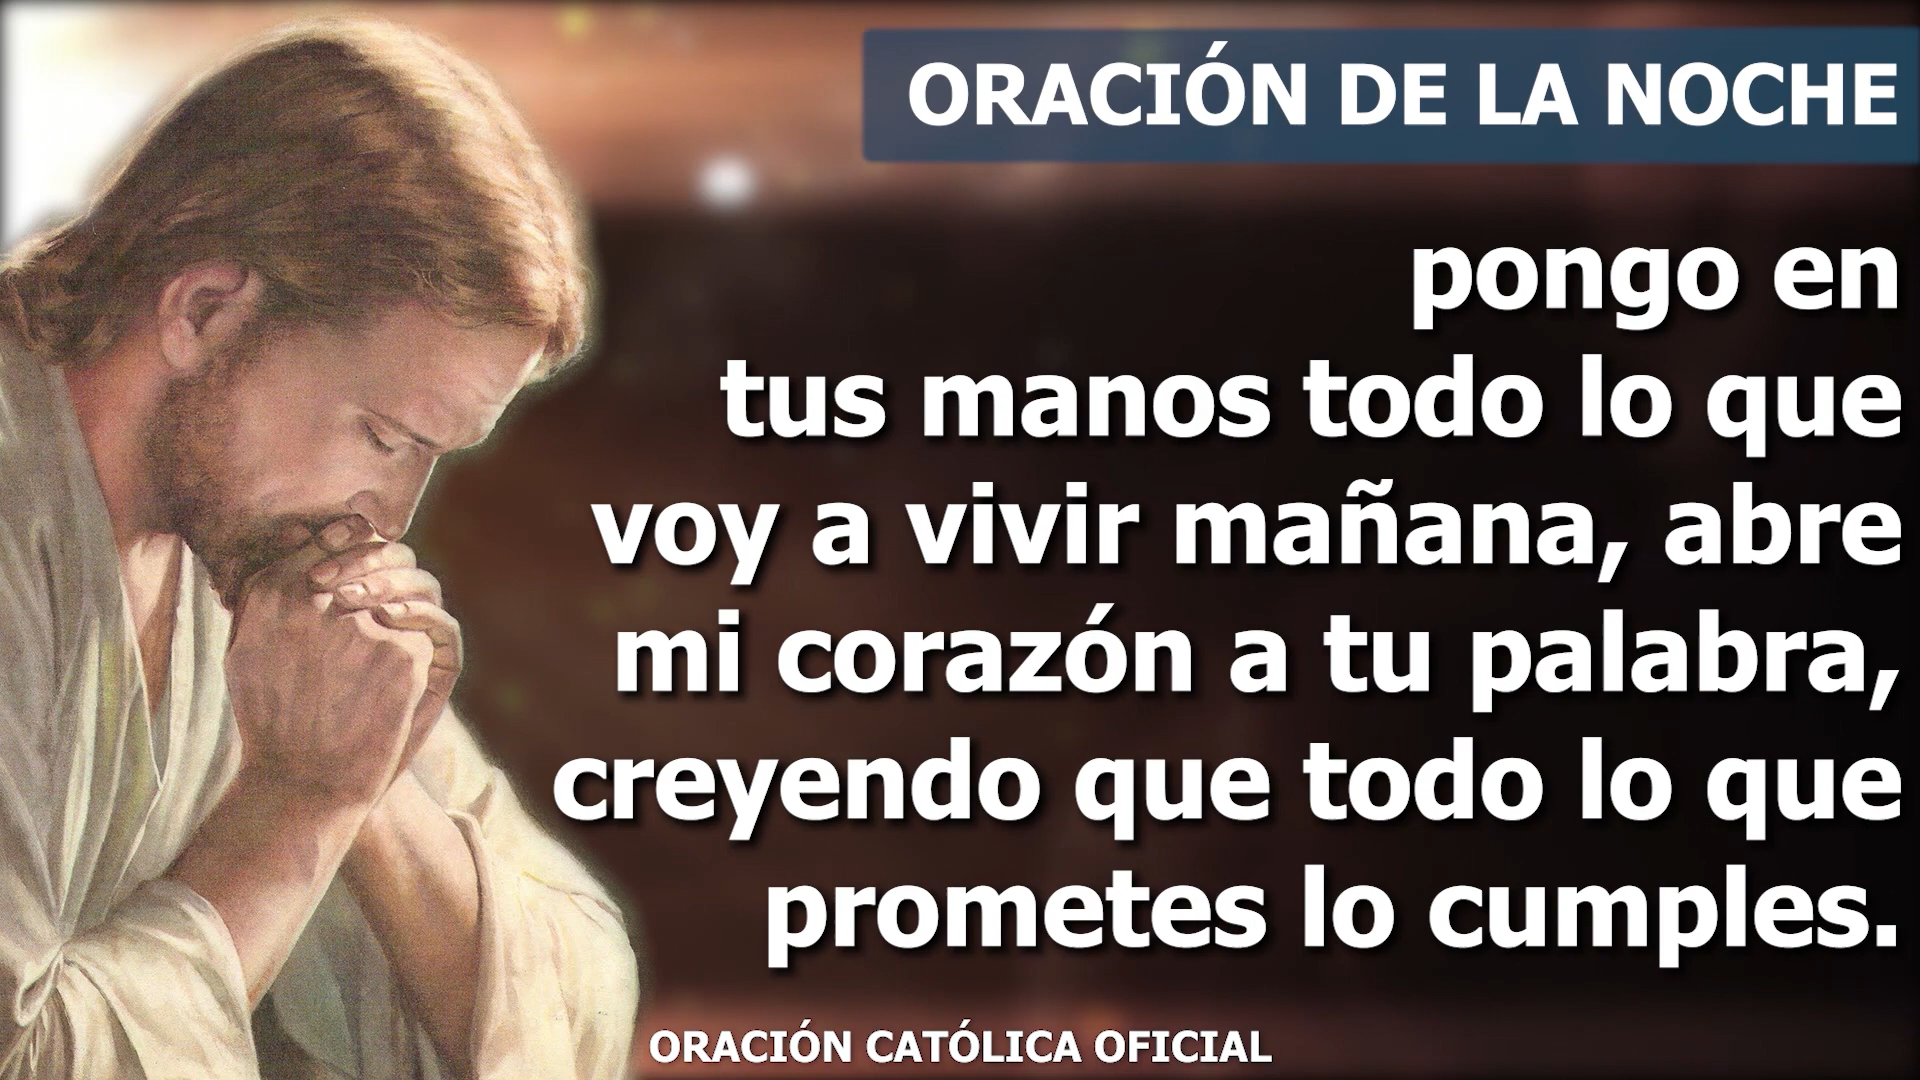 ORACIÓN DE LA NOCHE
pongo en
tus manos todo lo que
voy a vivir mañana, abre
mi corazón a tu palabra,
creyendo que todo lo que
prometes lo cumples.
ORACIÓN CATÓLICA OFICIAL